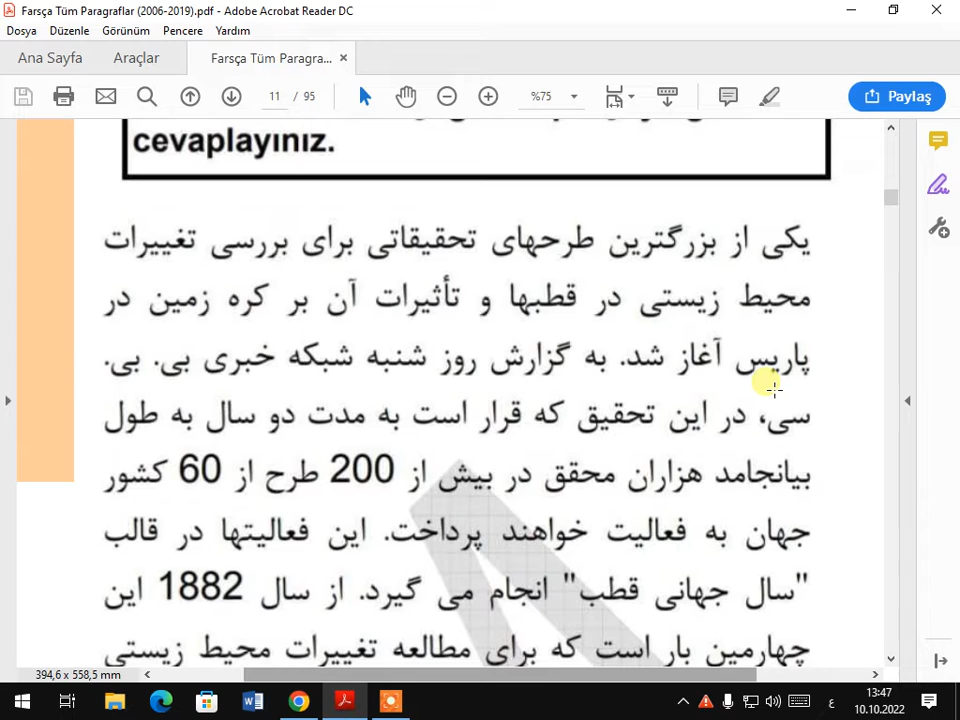 Farsça Tüm Paragraflar (2006-2019).pdf - Adobe Acrobat Reader DC
Dosya Düzenle Görünüm Pencere Yardım
Ana Sayfa Araçlar Farsça Tüm Paragra...
11 / 95 %75 Paylaş
cevaplayınız.
یکی از بزرگترین طرحهای تحقیقاتی برای بررسی تغییرات
محیط زیستی در قطبها و تأثیرات آن بر کره زمین در
پاریس آغاز شد. به گزارش روز شنبه شبکه خبری بی. بی.
سی، در این تحقیق که قرار است به مدت دو سال به طول
بیانجامد هزاران محقق در بیش از 200 طرح از 60 کشور
جهان به فعالیت خواهند پرداخت. این فعالیتها در قالب
"سال جهانی قطب" انجام می گیرد. از سال 1882 این
چهارمین بار است که برای مطالعه تغییرات محیط زیستی
394,6 x 558,5 mm
ع 13:47
10.10.2022